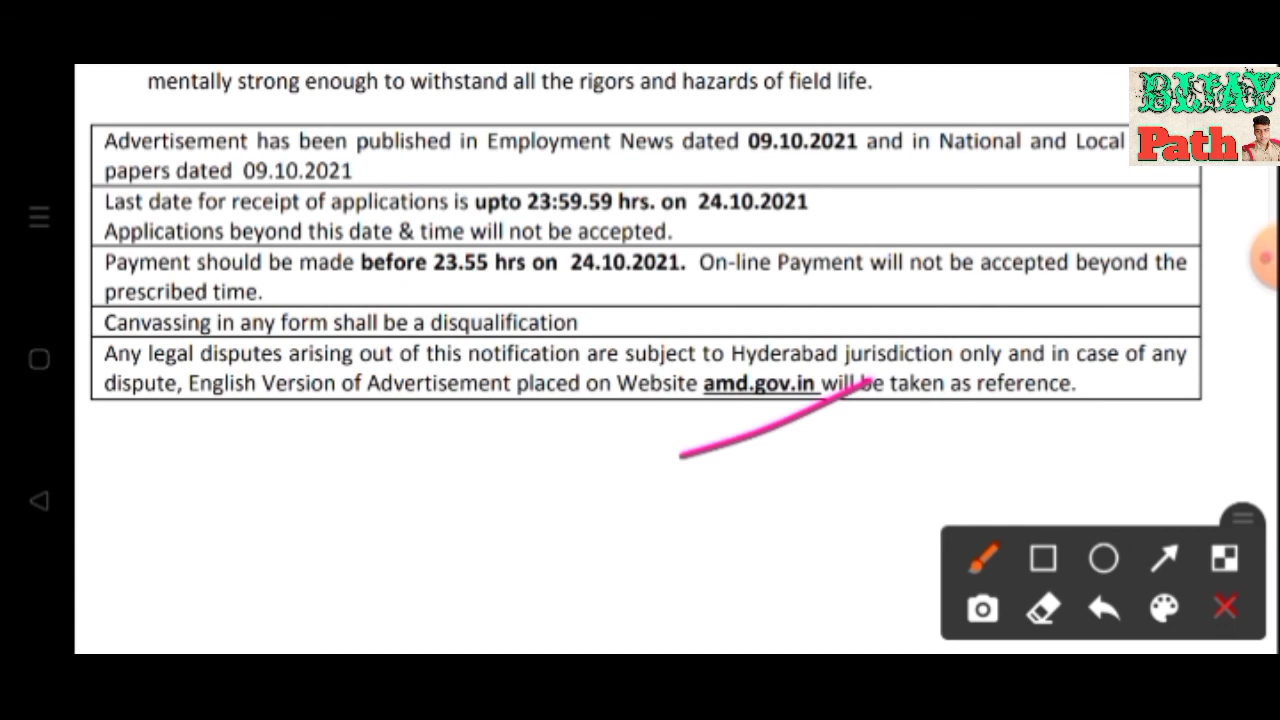 mentally strong enough to withstand all the rigors and hazards of field life.
BIJAY
Path
Advertisement has been published in Employment News dated 09.10.2021 and in National and Local
papers dated 09.10.2021
Last date for receipt of applications is upto 23:59.59 hrs. on 24.10.2021
Applications beyond this date & time will not be accepted.
Payment should be made before 23.55 hrs on 24.10.2021. On-line Payment will not be accepted beyond the
prescribed time.
Canvassing in any form shall be a disqualification
Any legal disputes arising out of this notification are subject to Hyderabad jurisdiction only and in case of any
dispute, English Version of Advertisement placed on Website amd.gov.in will be taken as reference.